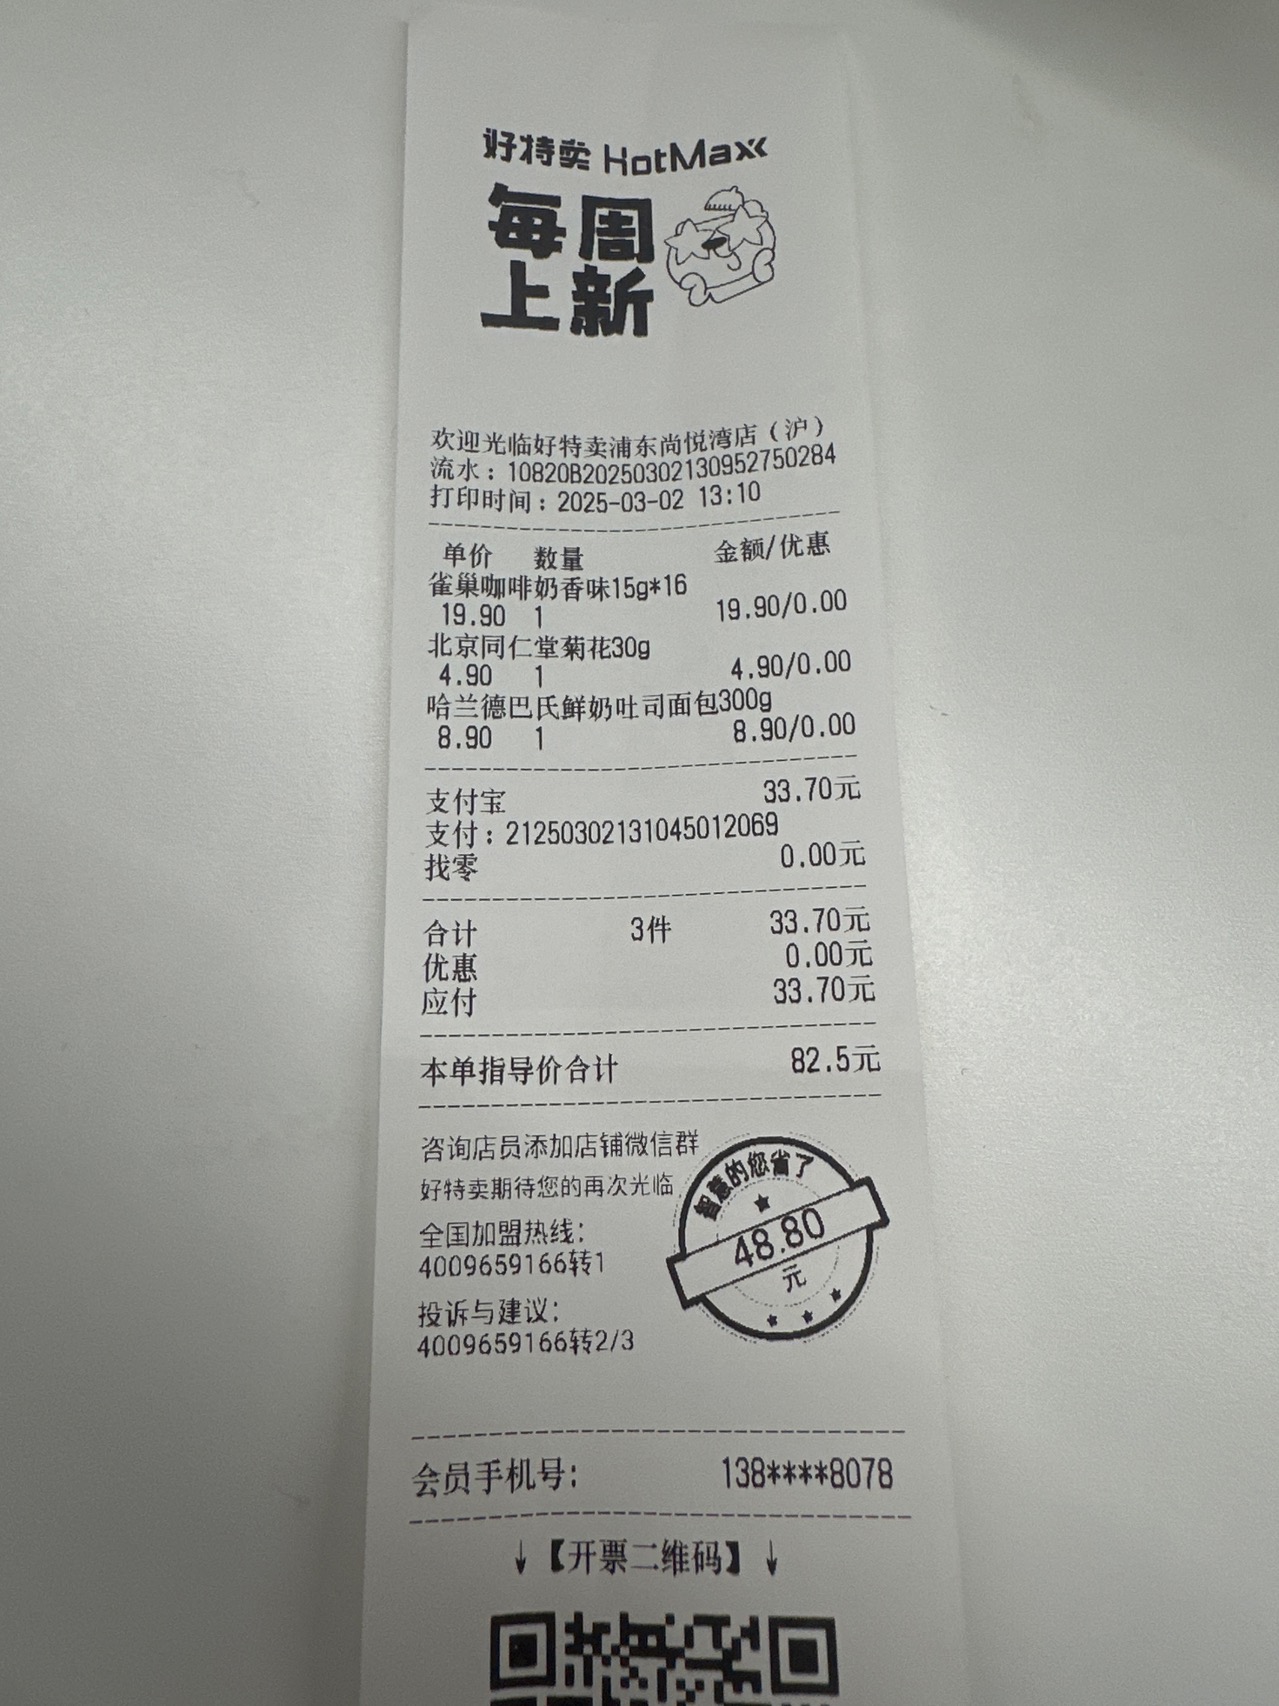 好特卖 HotMaxx
每周
上新
欢迎光临好特卖浦东尚悦湾店（沪）
流水：10820B20250302130952750284
打印时间：2025-03-02 13:10
单价 数量 金额/优惠
雀巢咖啡奶香味15g*16
19.90 1 19.90/0.00
北京同仁堂菊花30g
4.90 1 4.90/0.00
哈兰德巴氏鲜奶吐司面包300g
8.90 1 8.90/0.00
支付宝 33.70元
支付：21250302131045012069
找零 0.00元
合计 3件 33.70元
优惠 0.00元
应付 33.70元
本单指导价合计 82.5元
咨询店员添加店铺微信群
好特卖期待您的再次光临
全国加盟热线：
4009659166转1
投诉与建议：
4009659166转2/3
智慧的您省了
48.80
元
会员手机号： 138****8078
↓【开票二维码】↓